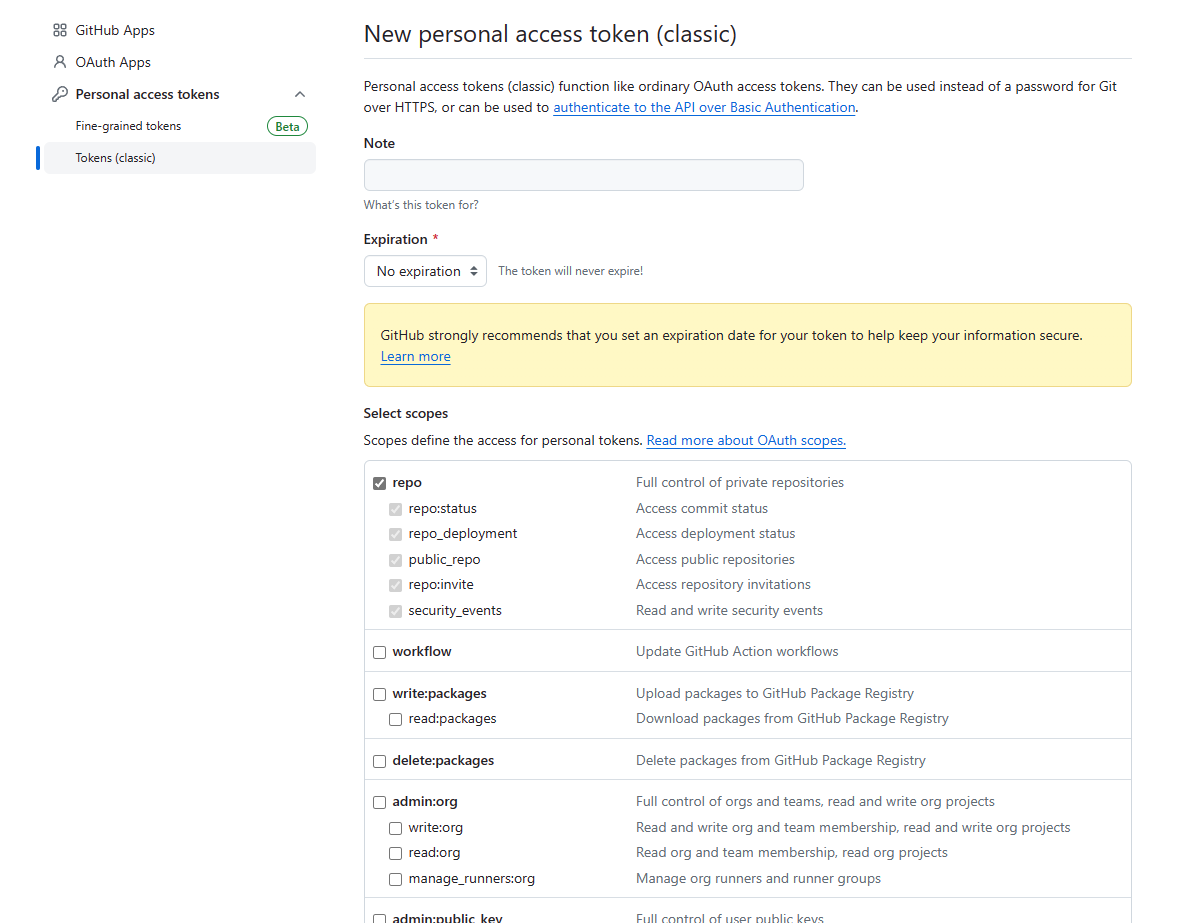 GitHub Apps
OAuth Apps
Personal access tokens
Fine-grained tokens Beta
Tokens (classic)
New personal access token (classic)
Personal access tokens (classic) function like ordinary OAuth access tokens. They can be used instead of a password for Git
over HTTPS, or can be used to authenticate to the API over Basic Authentication.
Note
What's this token for?
Expiration *
No expiration The token will never expire!
GitHub strongly recommends that you set an expiration date for your token to help keep your information secure.
Learn more
Select scopes
Scopes define the access for personal tokens. Read more about OAuth scopes.
repo Full control of private repositories
repo:status Access commit status
repo_deployment Access deployment status
public_repo Access public repositories
repo:invite Access repository invitations
security_events Read and write security events
workflow Update GitHub Action workflows
write:packages Upload packages to GitHub Package Registry
read:packages Download packages from GitHub Package Registry
delete:packages Delete packages from GitHub Package Registry
admin:org Full control of orgs and teams, read and write org projects
write:org Read and write org and team membership, read and write org projects
read:org Read org and team membership, read org projects
manage_runners:org Manage org runners and runner groups
admin:public_key Full control of user public keys